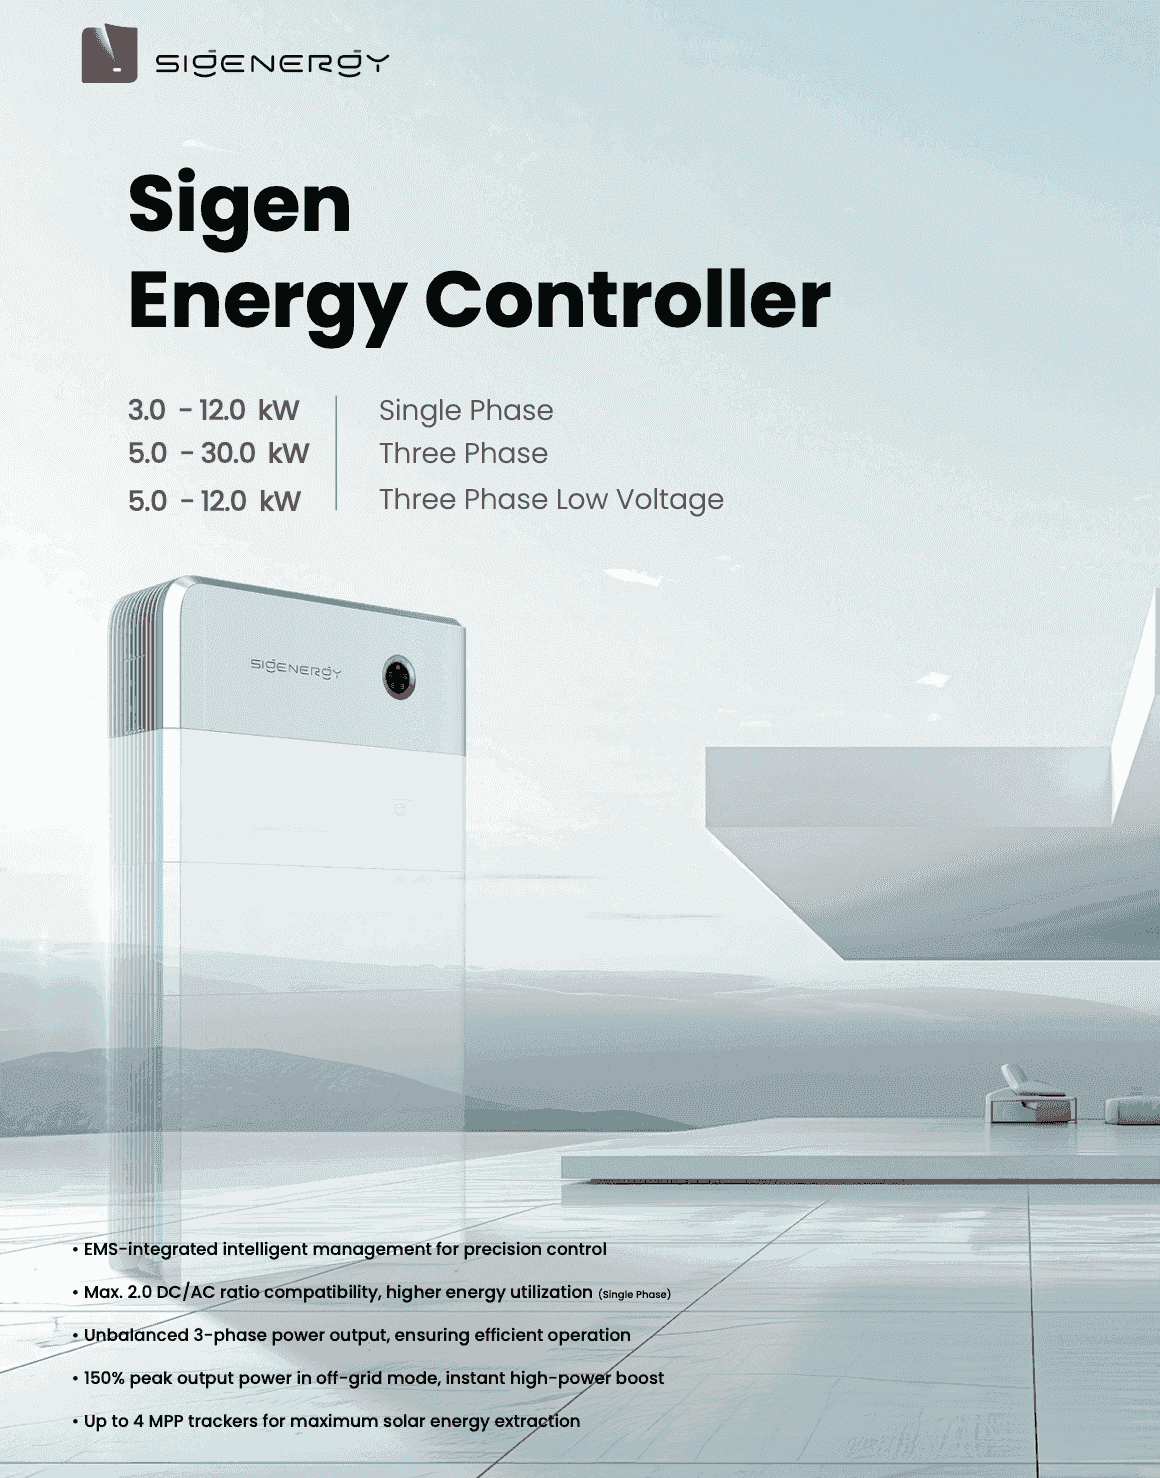 SIGENERGY
Sigen
Energy Controller
3.0 - 12.0 kW Single Phase
5.0 - 30.0 kW Three Phase
5.0 - 12.0 kW Three Phase Low Voltage
SIGENERGY
• EMS-integrated intelligent management for precision control
• Max. 2.0 DC/AC ratio compatibility, higher energy utilization (Single Phase)
• Unbalanced 3-phase power output, ensuring efficient operation
• 150% peak output power in off-grid mode, instant high-power boost
• Up to 4 MPP trackers for maximum solar energy extraction